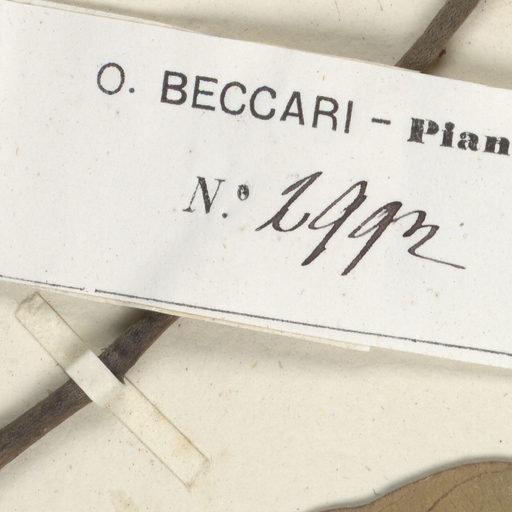 O. BECCARI – Pian
N.º 2992